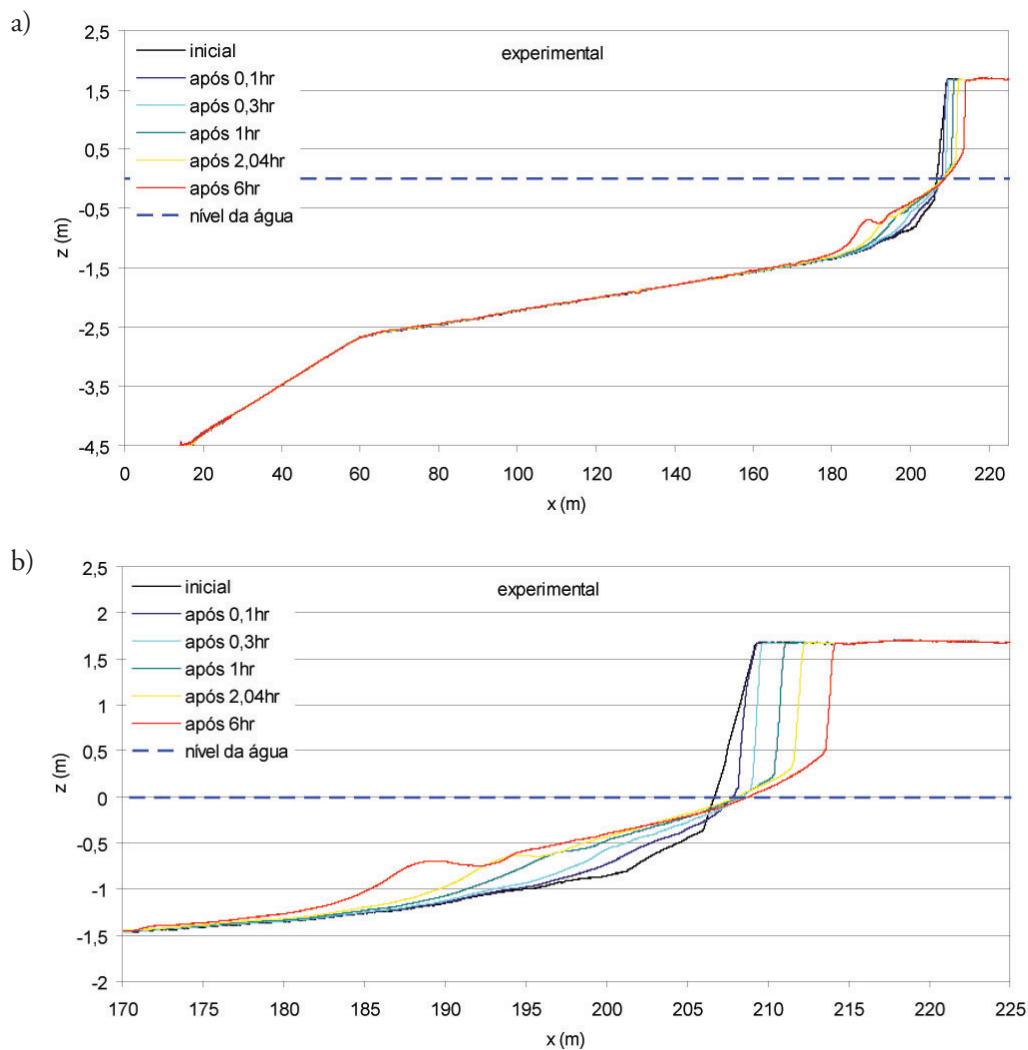 a)
2,5
1,5
0,5
-0,5
-1,5
-2,5
-3,5
-4,5
z (m)
inicial
após 0,1hr
após 0,3hr
após 1hr
após 2,04hr
após 6hr
nível da água
experimental
0 20 40 60 80 100 120 140 160 180 200 220
x (m)
b)
2,5
2
1,5
1
0,5
0
-0,5
-1
-1,5
-2
z (m)
inicial
após 0,1hr
após 0,3hr
após 1hr
após 2,04hr
após 6hr
nível da água
experimental
170 175 180 185 190 195 200 205 210 215 220 225
x (m)